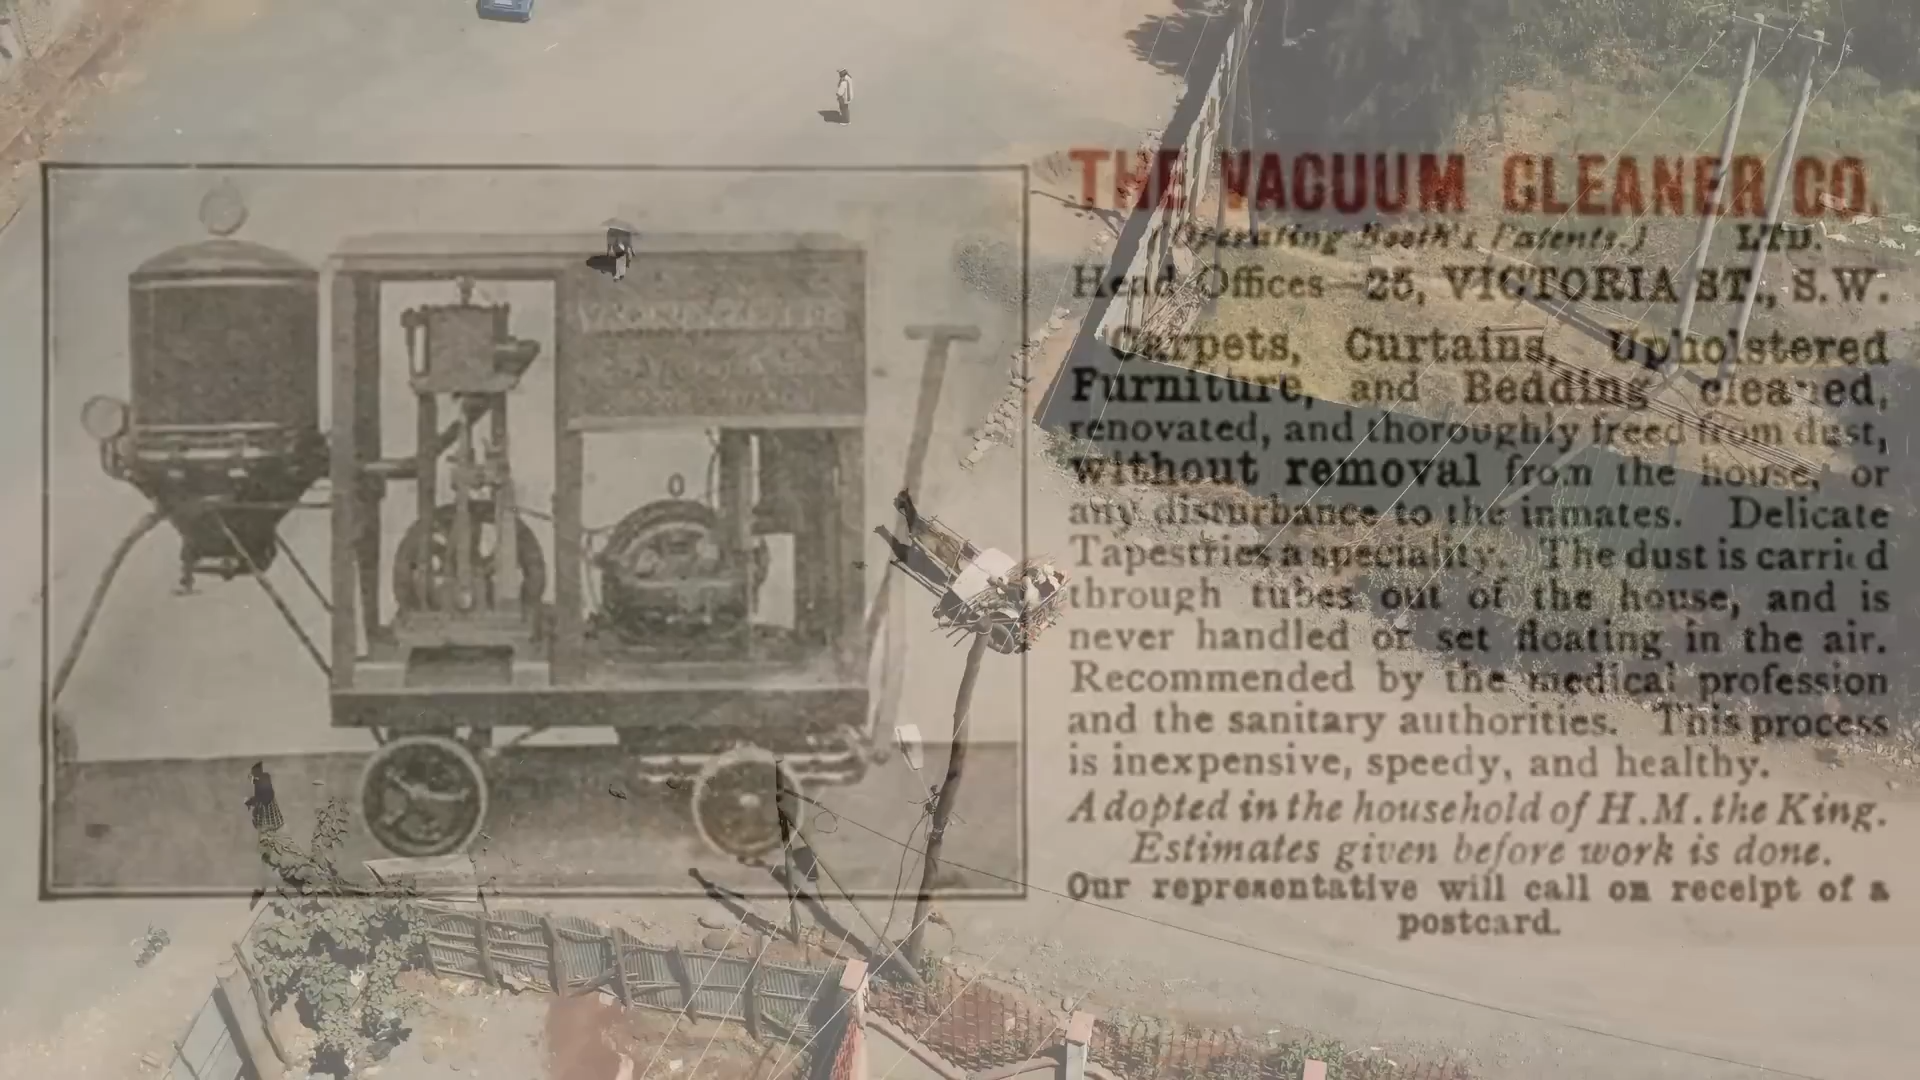 THE VACUUM CLEANER CO.
(Operating Booth's Patents.) LTD.
Head Offices—25, VICTORIA ST., S.W.
Carpets, Curtains, Upholstered
Furniture, and Bedding cleaned,
renovated, and thoroughly freed from dust,
without removal from the house, or
any disturbance to the inmates. Delicate
Tapestries a speciality. The dust is carried
through tubes out of the house, and is
never handled or set floating in the air.
Recommended by the medical profession
and the sanitary authorities. This process
is inexpensive, speedy, and healthy.
Adopted in the household of H.M. the King.
Estimates given before work is done.
Our representative will call on receipt of a
postcard.